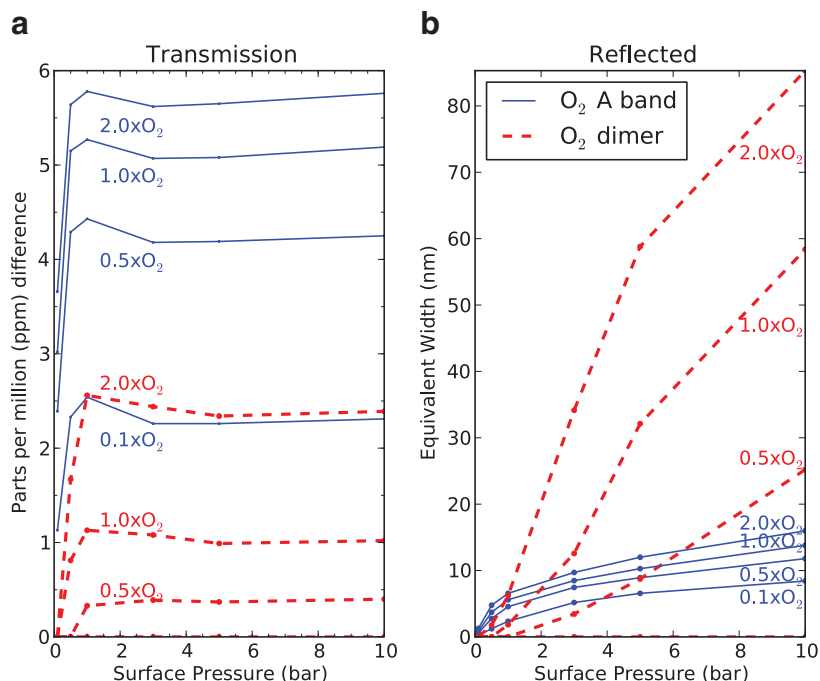 a
Transmission
Parts per million (ppm) difference
6
5
4
3
2
1
0
2.0xO₂
1.0xO₂
0.5xO₂
2.0xO₂
0.1xO₂
1.0xO₂
0.5xO₂
0 2 4 6 8 10
Surface Pressure (bar)
b
Reflected
O₂ A band
O₂ dimer
Equivalent Width (nm)
80
70
60
50
40
30
20
10
0
2.0xO₂
1.0xO₂
0.5xO₂
2.0xO₂
1.0xO₂
0.5xO₂
0.1xO₂
0 2 4 6 8 10
Surface Pressure (bar)